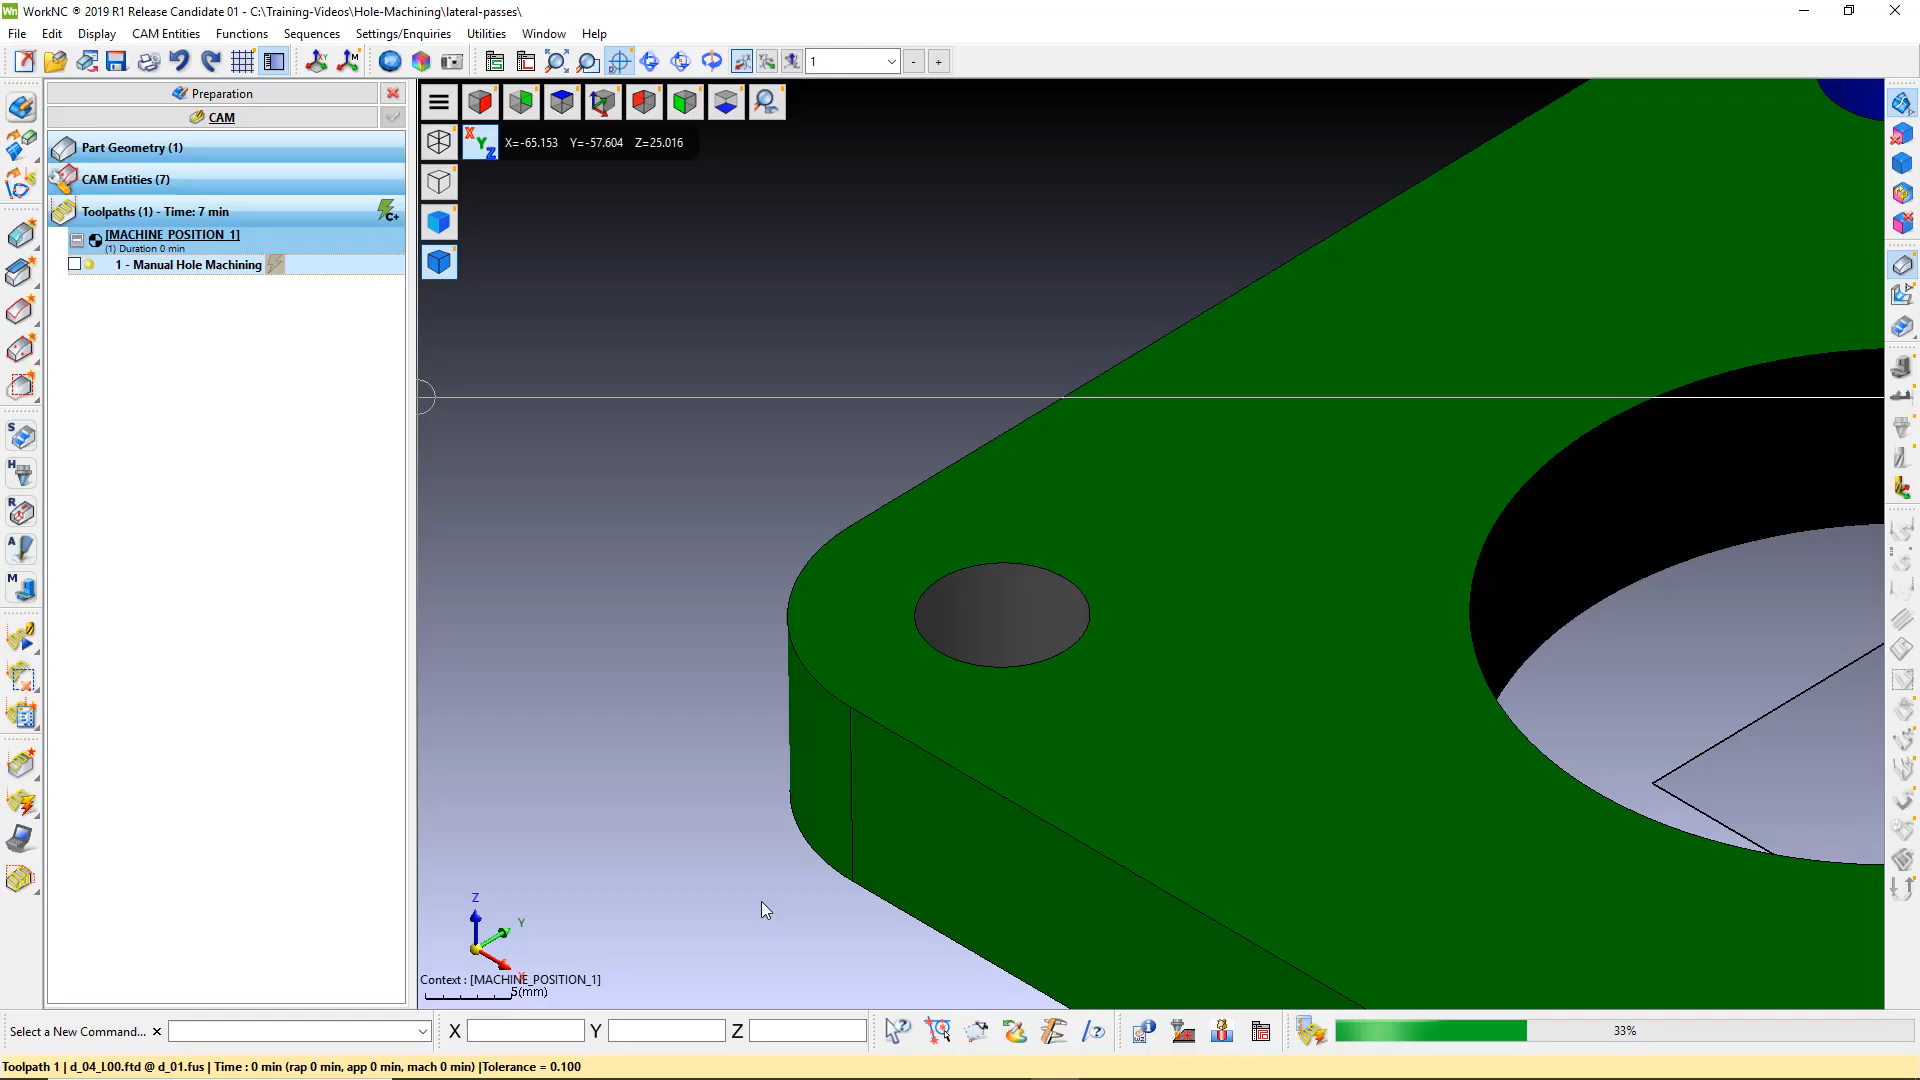 WorkNC ® 2019 R1 Release Candidate 01 - C:\Training-Videos\Hole-Machining\lateral-passes\
File Edit Display CAM Entities Functions Sequences Settings/Enquiries Utilities Window Help
1
- +
Preparation
CAM
X Y Z X=-65.153 Y=-57.604 Z=25.016
Part Geometry (1)
CAM Entities (7)
Toolpaths (1) - Time: 7 min
C+
[MACHINE_POSITION_1]
(1) Duration 0 min
1 - Manual Hole Machining
S
H
R
A
M
Z
Y
X
Context : [MACHINE_POSITION_1]
5(mm)
Select a New Command... X Y Z 33%
Toolpath 1 | d_04_L00.ftd @ d_01.fus | Time : 0 min (rap 0 min, app 0 min, mach 0 min) |Tolerance = 0.100